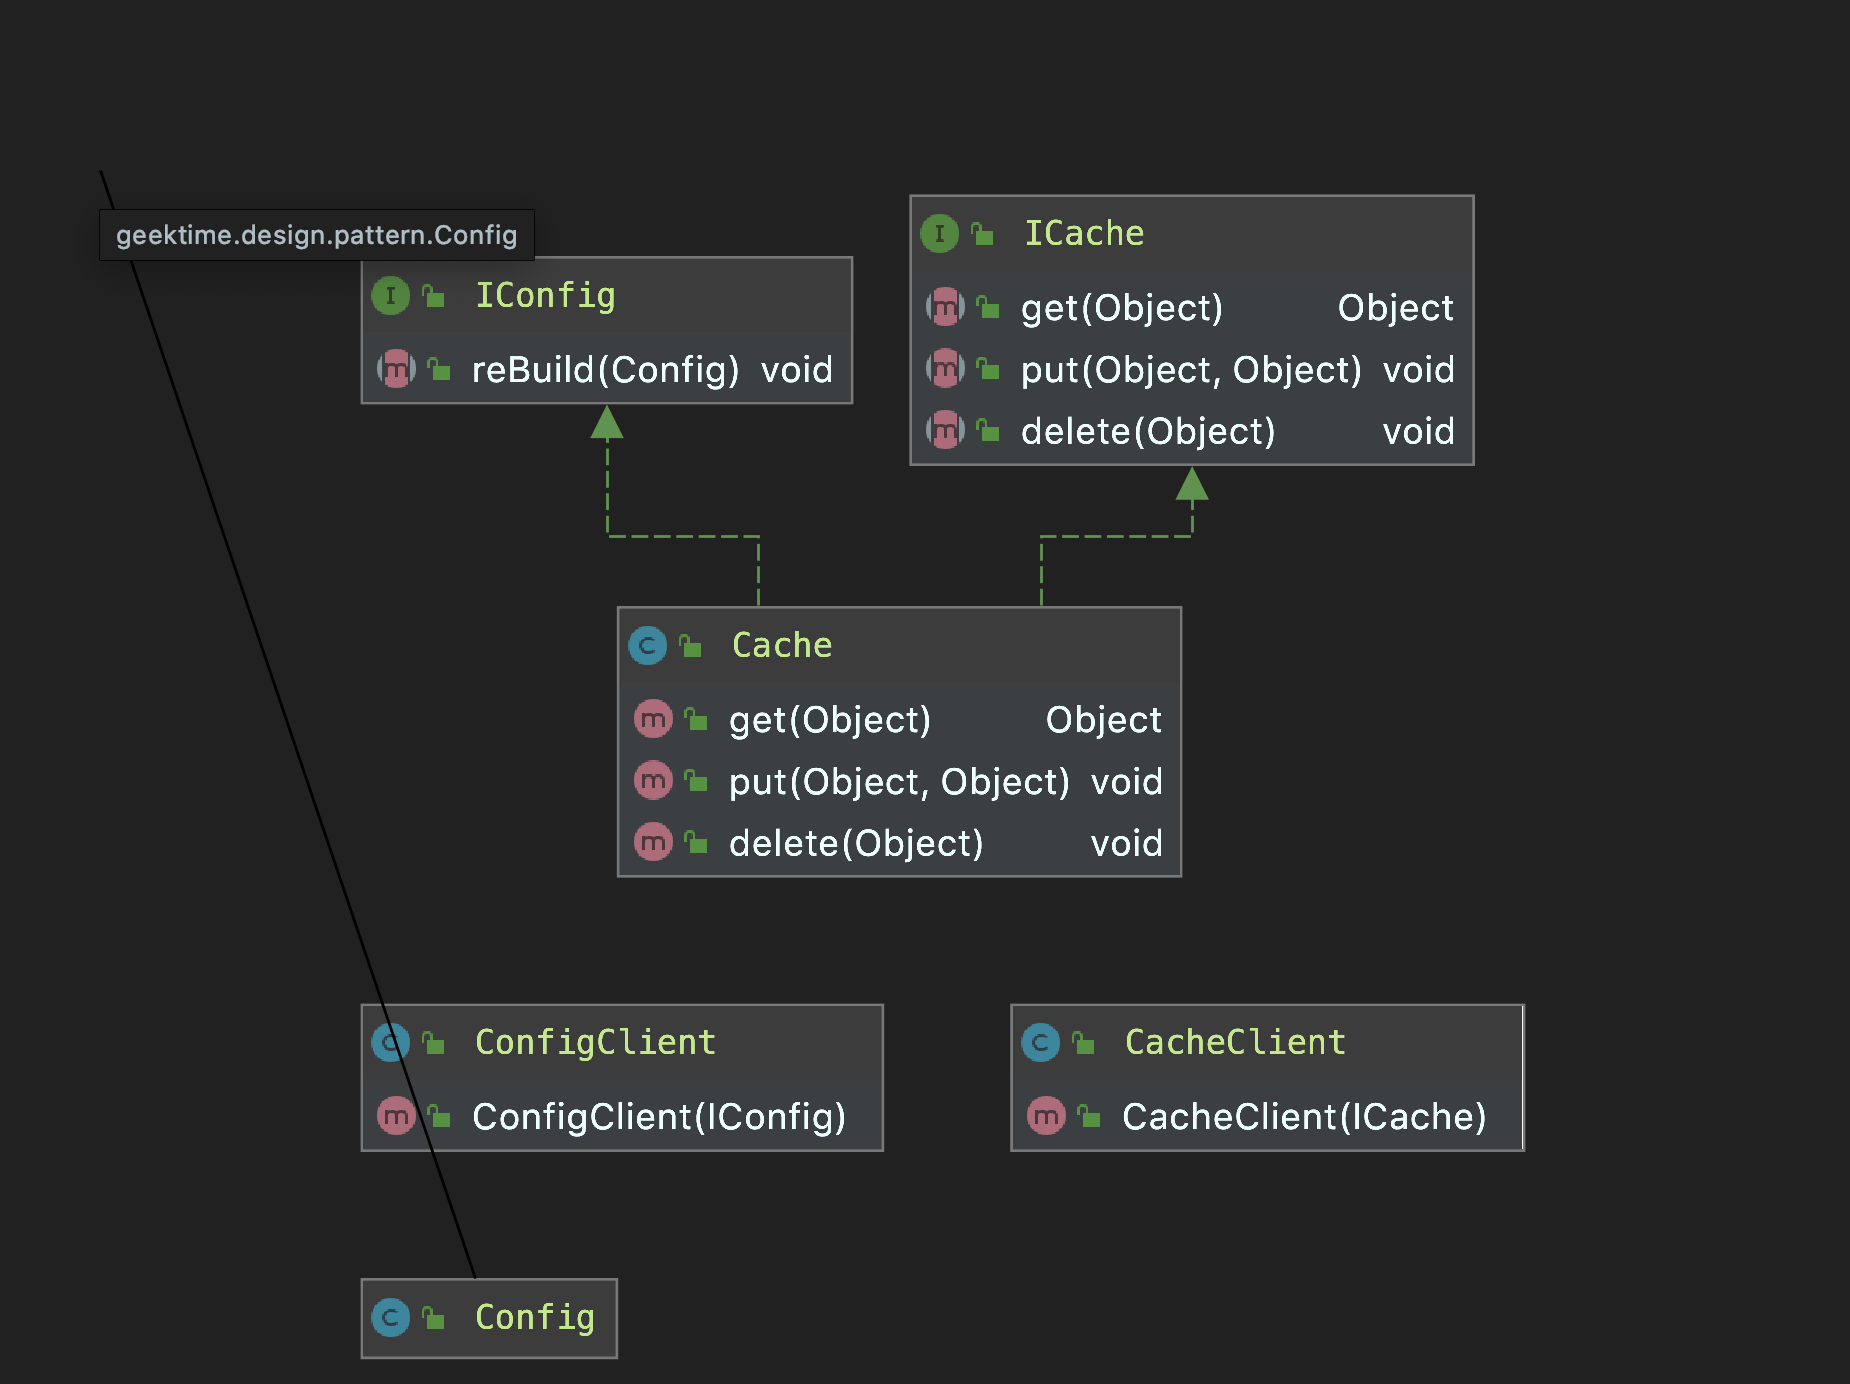 geektime.design.pattern.Config
IConfig
reBuild(Config) void
ICache
get(Object) Object
put(Object, Object) void
delete(Object) void
Cache
get(Object) Object
put(Object, Object) void
delete(Object) void
ConfigClient
ConfigClient(IConfig)
CacheClient
CacheClient(ICache)
Config